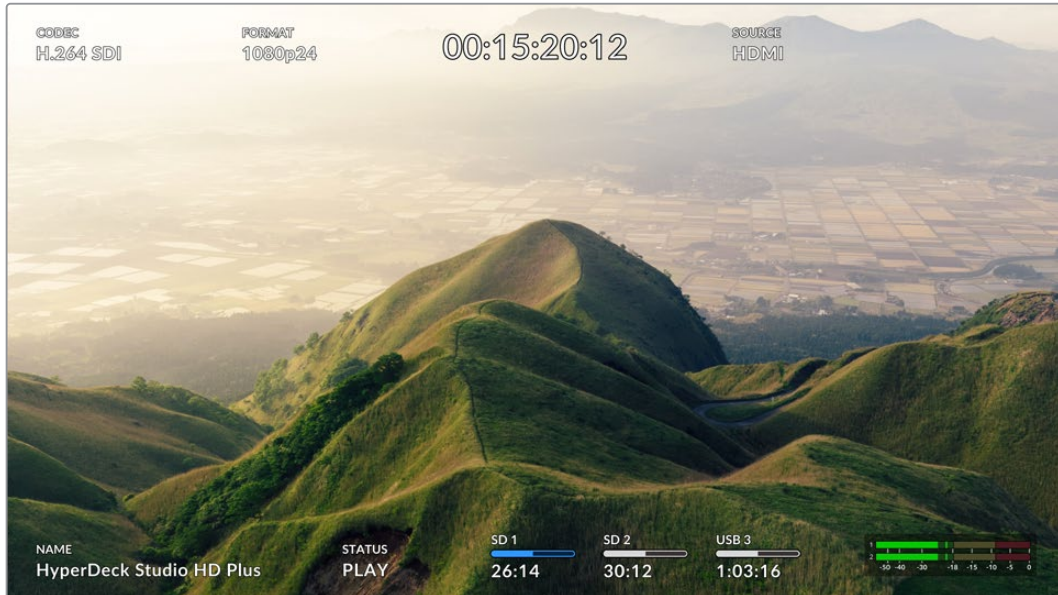 CODEC
H.264 SDI
FORMAT
1080p24
00:15:20:12
SOURCE
HDMI
NAME
HyperDeck Studio HD Plus
STATUS
PLAY
SD 1
26:14
SD 2
30:12
USB 3
1:03:16
1
2
-50 -40 -30 -18 -15 -10 -5 0